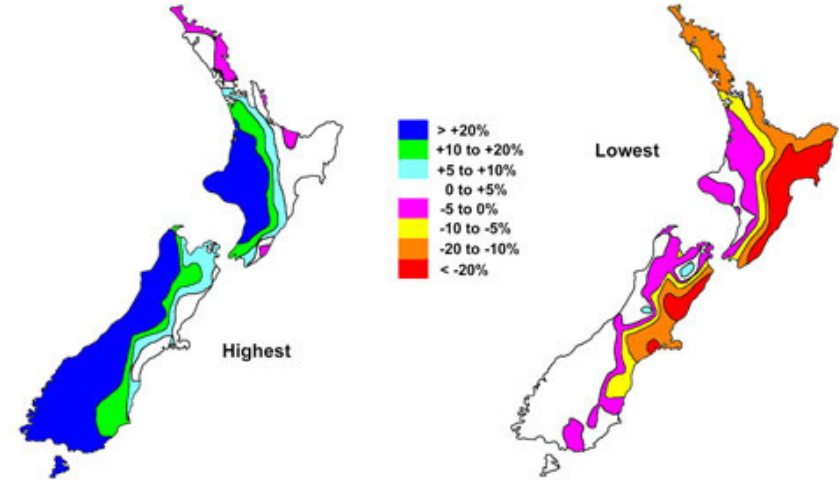 > +20%
+10 to +20%
+5 to +10%
0 to +5%
-5 to 0%
-10 to -5%
-20 to -10%
< -20%
Lowest
Highest